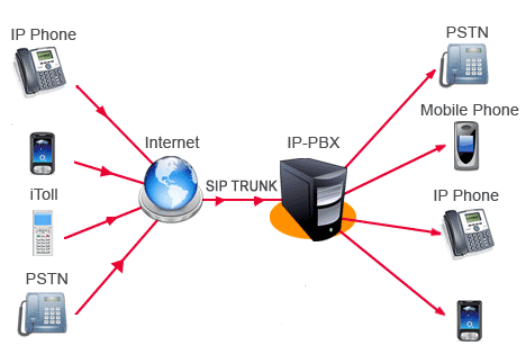 IP Phone
PSTN
Mobile Phone
Internet
IP-PBX
iToll
SIP TRUNK
IP Phone
PSTN